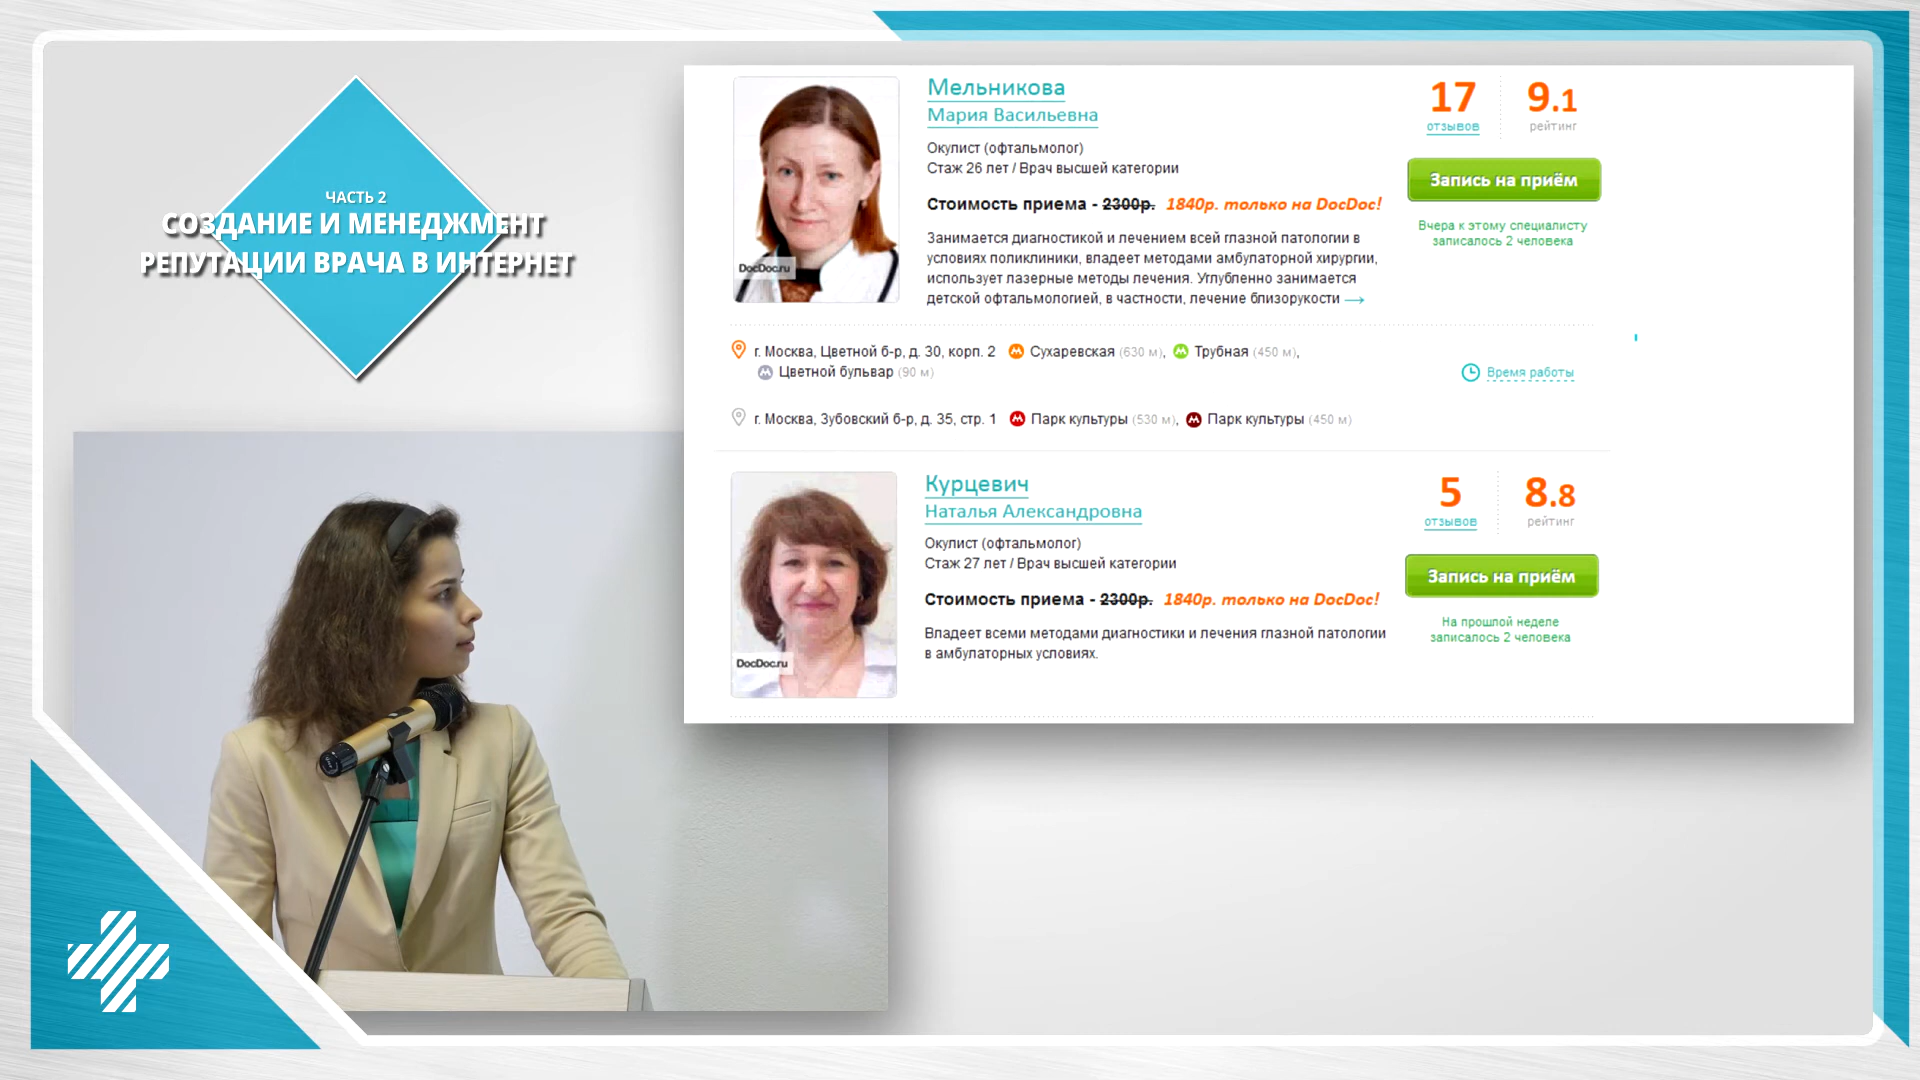 ЧАСТЬ 2
СОЗДАНИЕ И МЕНЕДЖМЕНТ
РЕПУТАЦИИ ВРАЧА В ИНТЕРНЕТ
Мельникова
Мария Васильевна
Окулист (офтальмолог)
Стаж 26 лет / Врач высшей категории
Стоимость приема - 2300р. 1840р. только на DocDoc!
Занимается диагностикой и лечением всей глазной патологии в
условиях поликлиники, владеет методами амбулаторной хирургии,
использует лазерные методы лечения. Углубленно занимается
детской офтальмологией, в частности, лечение близорукости →
DocDoc.ru
17
отзывов
9.1
рейтинг
Запись на приём
Вчера к этому специалисту
записалось 2 человека
г. Москва, Цветной б-р, д. 30, корп. 2 Сухаревская (630 м), Трубная (450 м),
Цветной бульвар (90 м)
Время работы
г. Москва, Зубовский б-р, д. 35, стр. 1 Парк культуры (530 м), Парк культуры (450 м)
Курцевич
Наталья Александровна
Окулист (офтальмолог)
Стаж 27 лет / Врач высшей категории
Стоимость приема - 2300р. 1840р. только на DocDoc!
Владеет всеми методами диагностики и лечения глазной патологии
в амбулаторных условиях.
DocDoc.ru
5
отзывов
8.8
рейтинг
Запись на приём
На прошлой неделе
записалось 2 человека